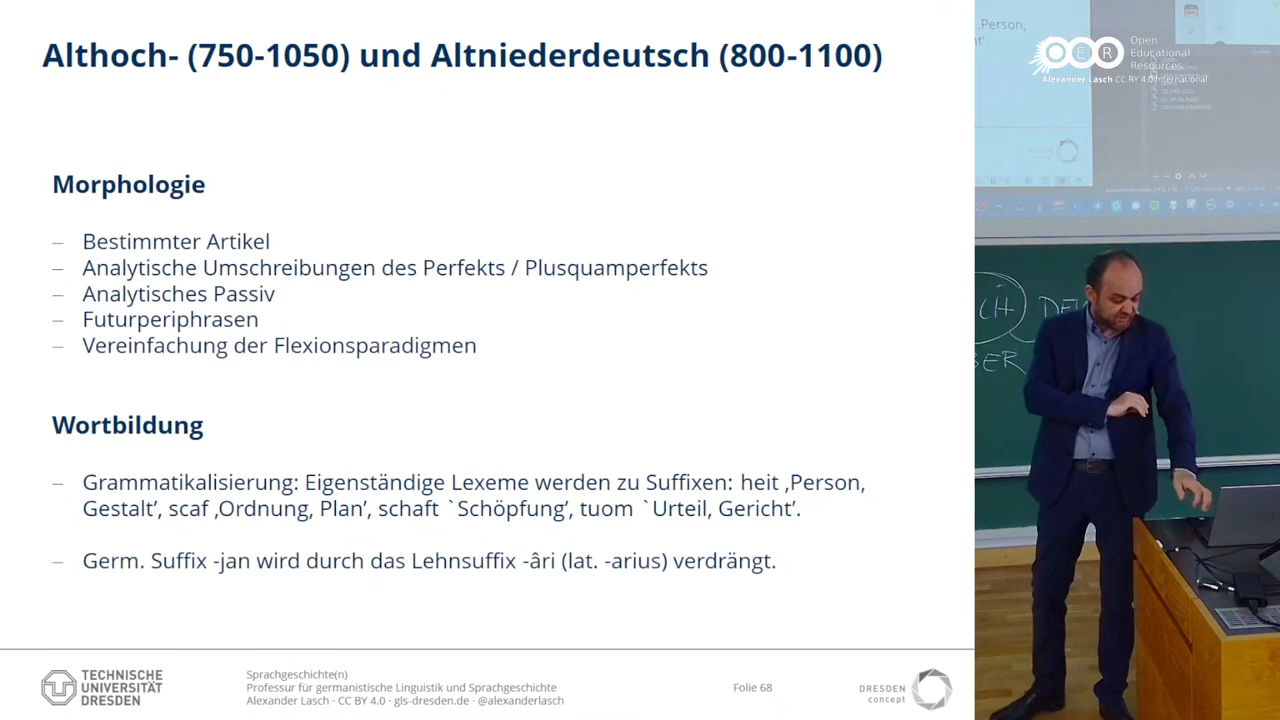 Althoch- (750-1050) und Altniederdeutsch (800-1100)
Morphologie
– Bestimmter Artikel
– Analytische Umschreibungen des Perfekts / Plusquamperfekts
– Analytisches Passiv
– Futurperiphrasen
– Vereinfachung der Flexionsparadigmen
Wortbildung
– Grammatikalisierung: Eigenständige Lexeme werden zu Suffixen: heit ‚Person,
Gestalt’, scaf ‚Ordnung, Plan’, schaft `Schöpfung’, tuom `Urteil, Gericht’.
– Germ. Suffix -jan wird durch das Lehnsuffix -âri (lat. -arius) verdrängt.
TECHNISCHE
UNIVERSITÄT
DRESDEN
Sprachgeschichte(n)
Professur für germanistische Linguistik und Sprachgeschichte
Alexander Lasch · CC BY 4.0 · gls-dresden.de · @alexanderlasch
Folie 68
DRESDEN
concept
‚Person,
OER
Open
Educational
Resources
Alexander Lasch CC BY 4.0 International
DRESDEN
concept